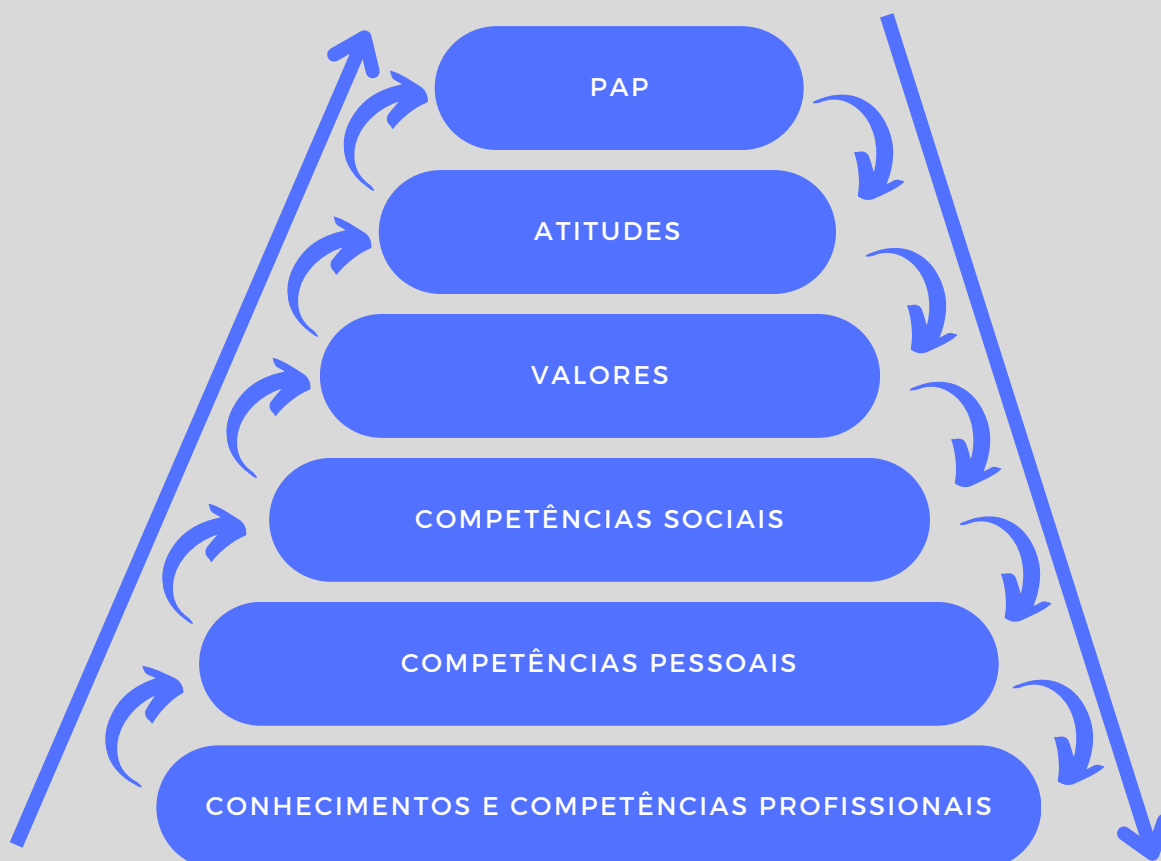 PAP
ATITUDES
VALORES
COMPETÊNCIAS SOCIAIS
COMPETÊNCIAS PESSOAIS
CONHECIMENTOS E COMPETÊNCIAS PROFISSIONAIS